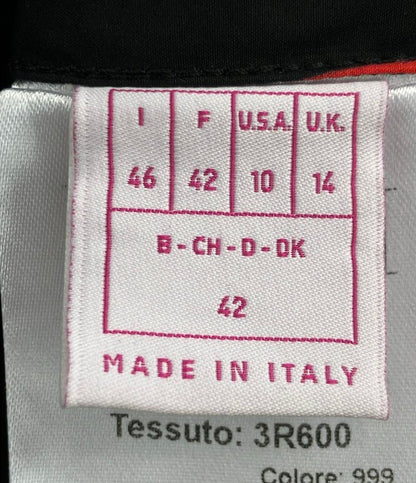 I F U.S.A. U.K.
46 42 10 14
B - CH - D - DK
42
MADE IN ITALY
Tessuto: 3R600
Colore: 999